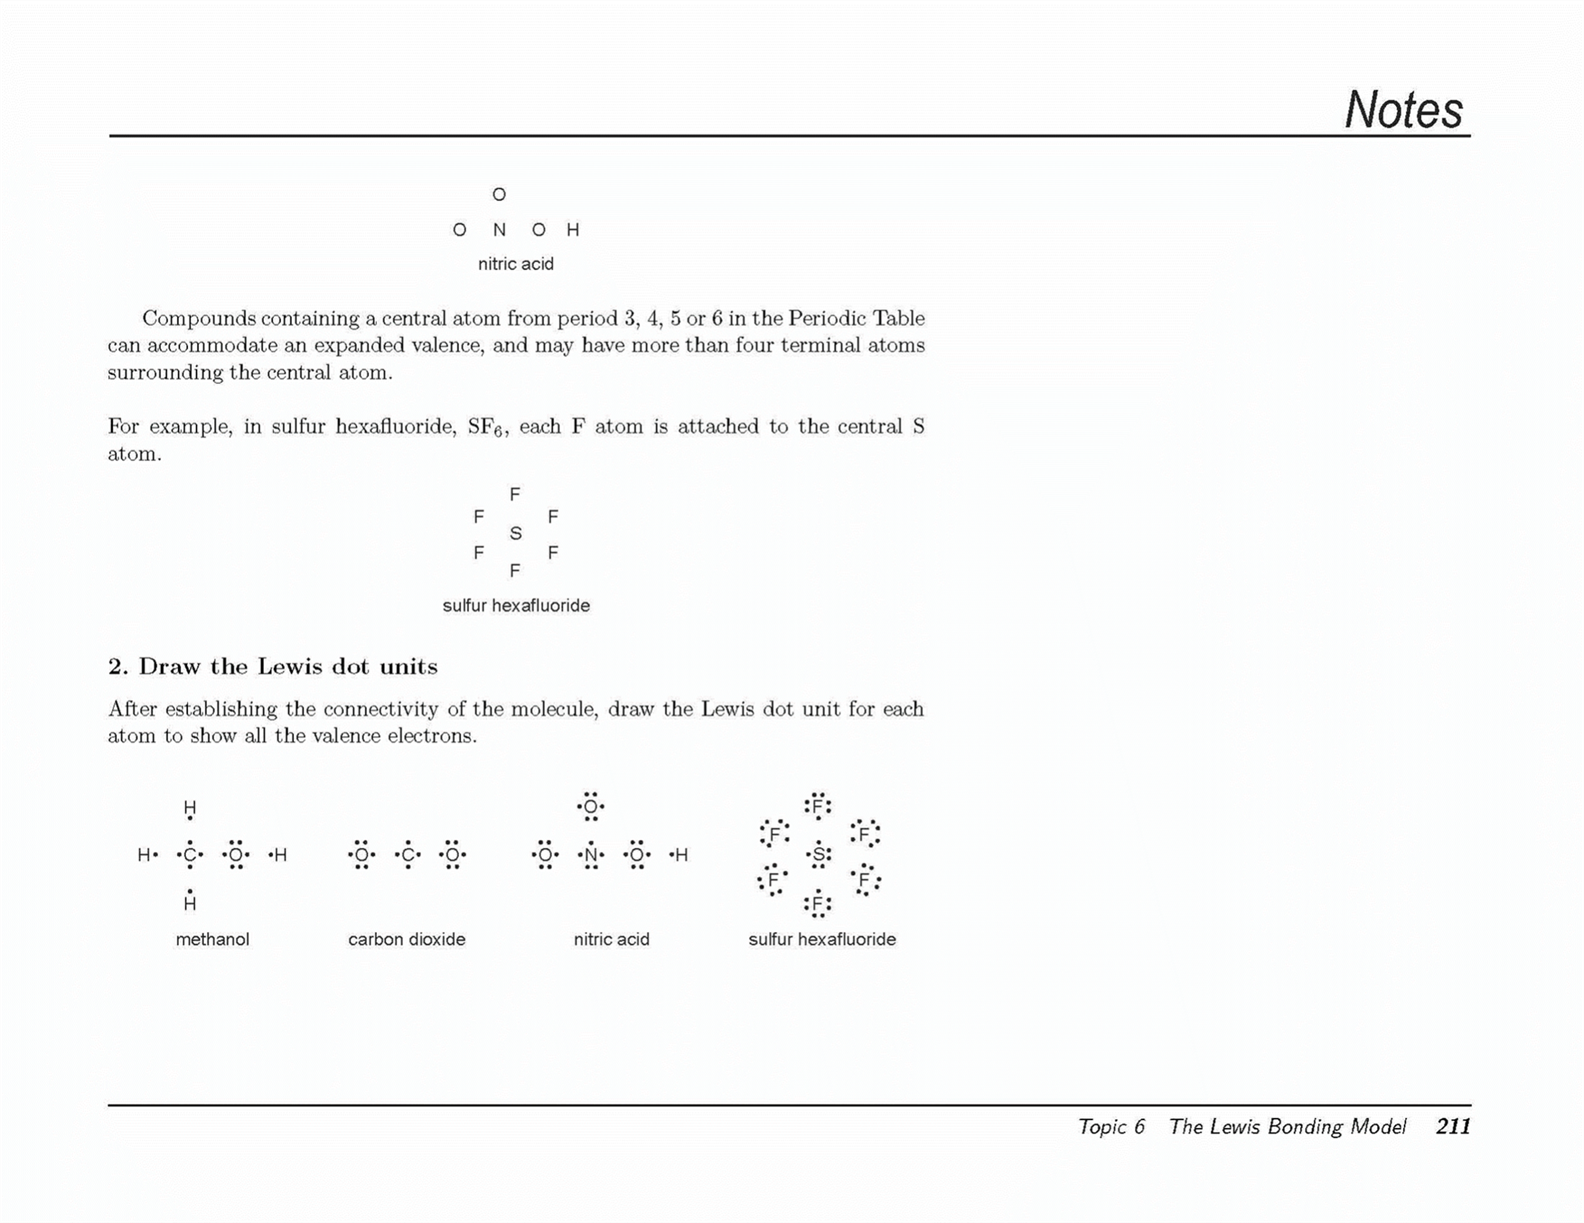 Notes
O
O N O H
nitric acid
Compounds containing a central atom from period 3, 4, 5 or 6 in the Periodic Table
can accommodate an expanded valence, and may have more than four terminal atoms
surrounding the central atom.
For example, in sulfur hexafluoride, SF₆, each F atom is attached to the central S
atom.
F
F F
S
F F
F
sulfur hexafluoride
2. Draw the Lewis dot units
After establishing the connectivity of the molecule, draw the Lewis dot unit for each
atom to show all the valence electrons.
H O F
F F
H C O H O C O O N O H S
F F
H F
methanol carbon dioxide nitric acid sulfur hexafluoride
Topic 6 The Lewis Bonding Model 211